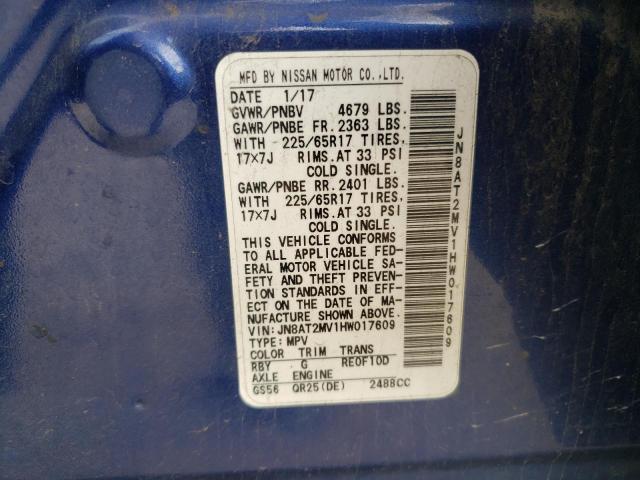 MFD BY NISSAN MOTOR CO.,LTD.
DATE 1/17
GVWR/PNBV 4679 LBS.
GAWR/PNBE FR. 2363 LBS.
WITH 225/65R17 TIRES,
17×7J RIMS.AT 33 PSI
COLD SINGLE.
GAWR/PNBE RR. 2401 LBS.
WITH 225/65R17 TIRES,
17×7J RIMS.AT 33 PSI
COLD SINGLE.
THIS VEHICLE CONFORMS
TO ALL APPLICABLE FED-
ERAL MOTOR VEHICLE SA-
FETY AND THEFT PREVEN-
TION STANDARDS IN EFF-
ECT ON THE DATE OF MA-
NUFACTURE SHOWN ABOVE.
VIN: JN8AT2MV1HW017609
TYPE: MPV
COLOR TRIM TRANS
RBY G RE0F10D
AXLE ENGINE
GS56 QR25(DE) 2488CC
JN8AT2MV1HW017609